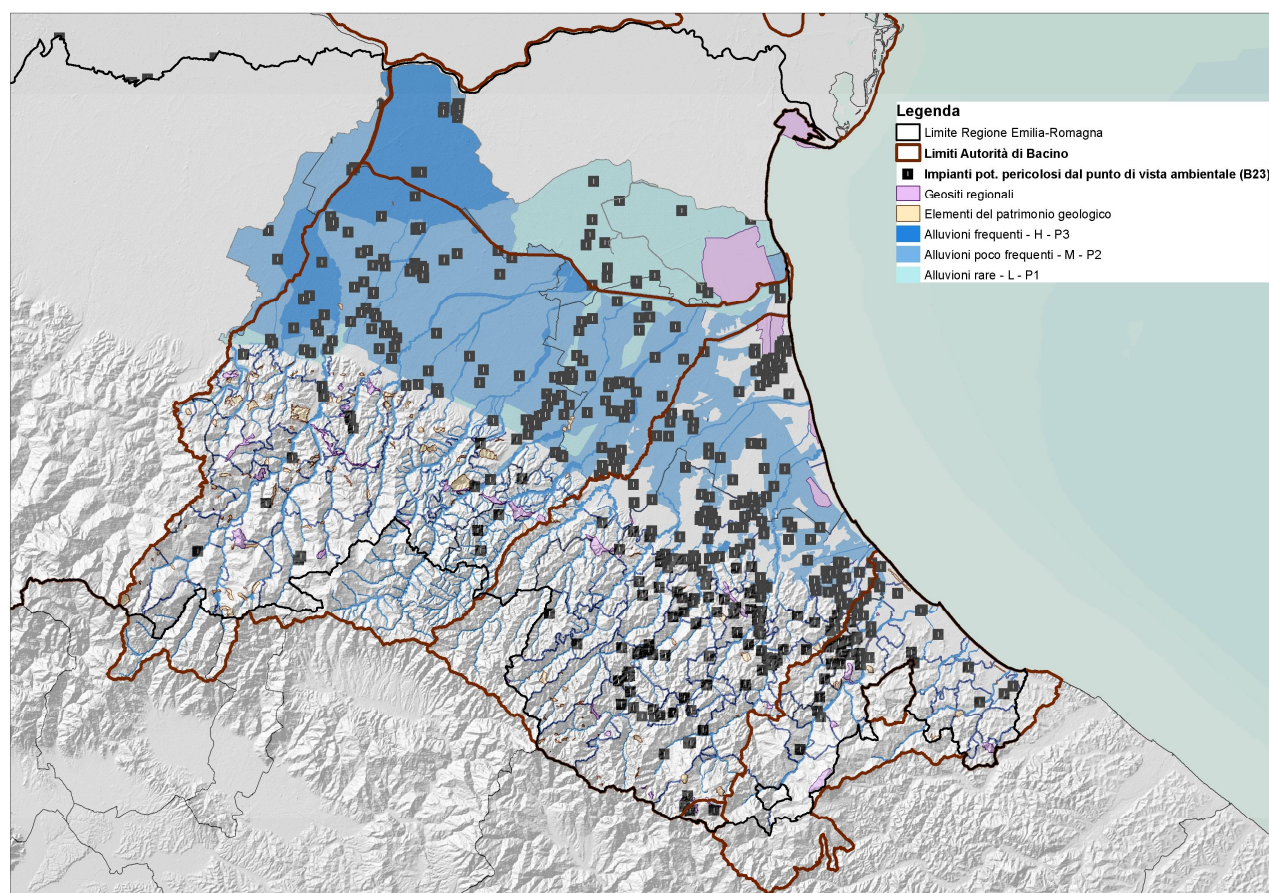 Legenda
Limite Regione Emilia-Romagna
Limiti Autorità di Bacino
Impianti pot. pericolosi dal punto di vista ambientale (B23)
Geositi regionali
Elementi del patrimonio geologico
Alluvioni frequenti - H - P3
Alluvioni poco frequenti - M - P2
Alluvioni rare - L - P1